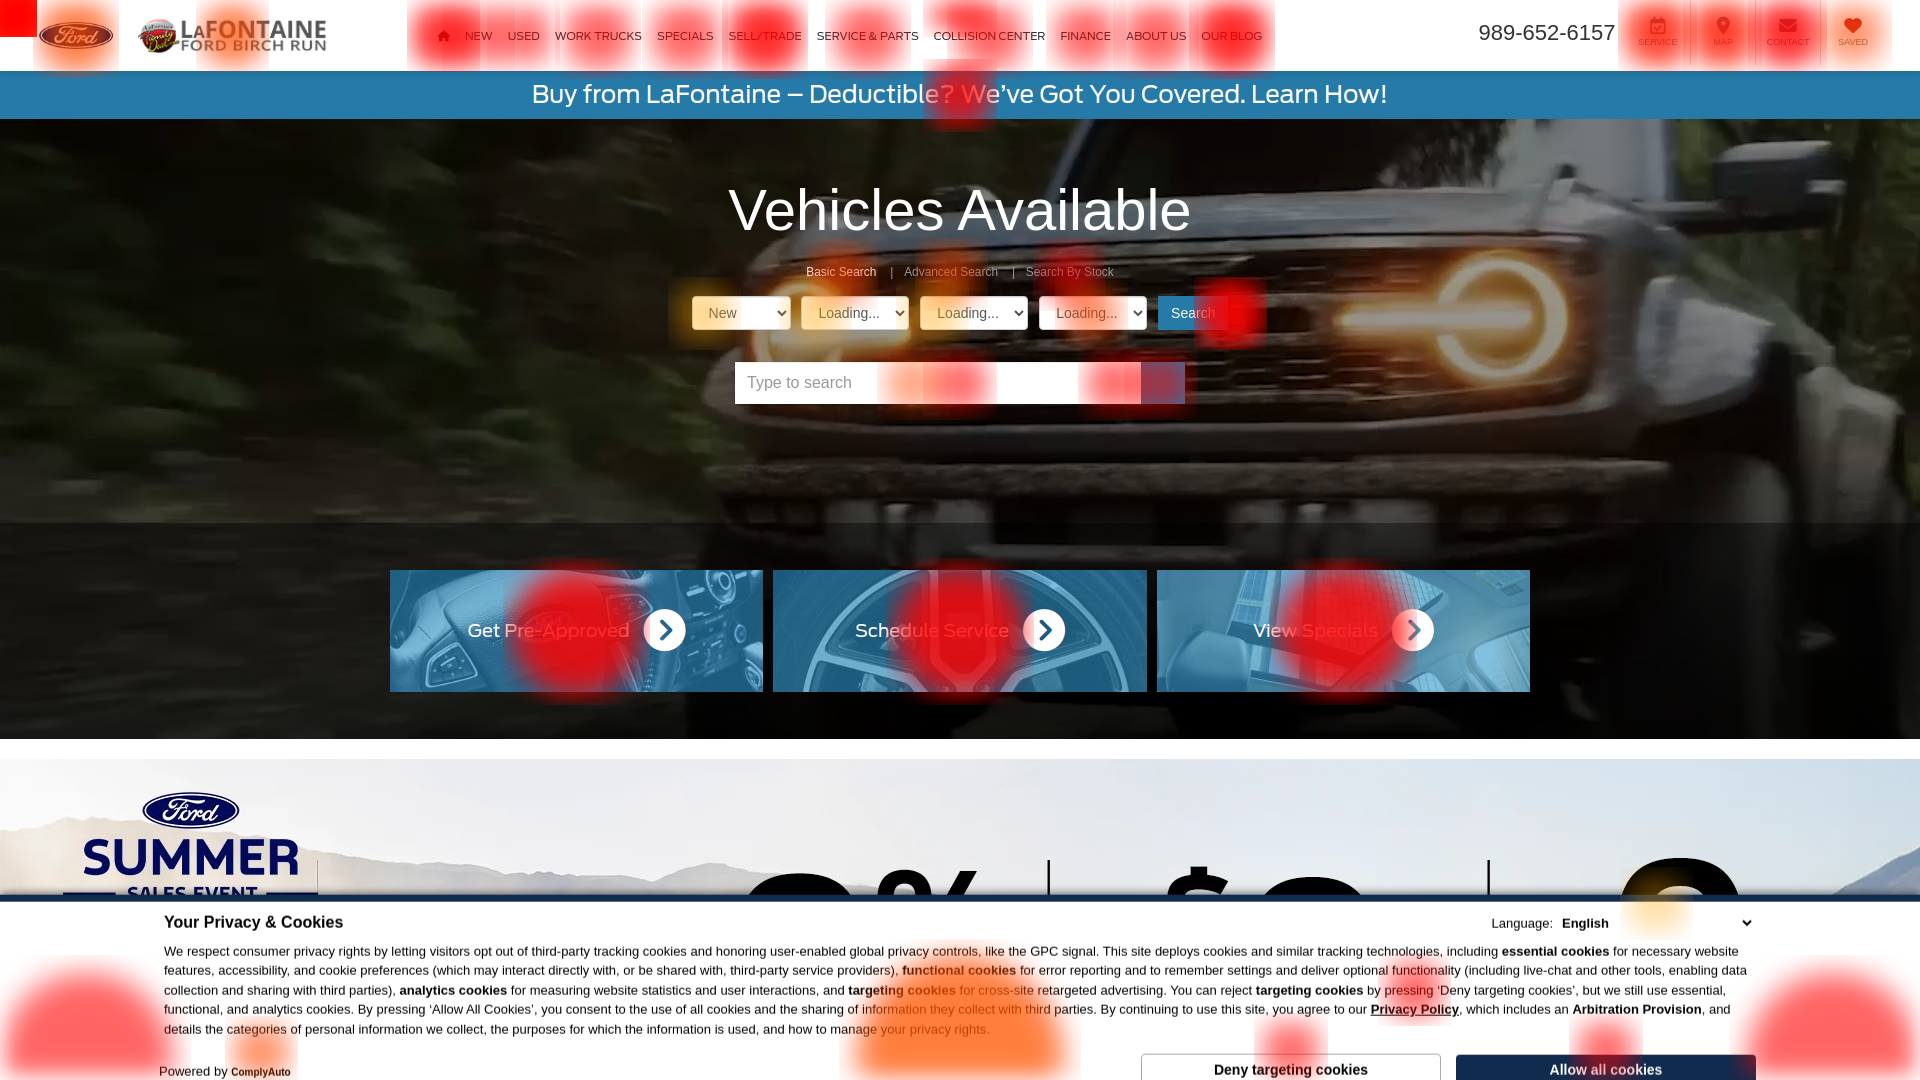 Ford
LaFONTAINE
FORD BIRCH RUN
NEW
USED
WORK TRUCKS
SPECIALS
SELL/TRADE
SERVICE & PARTS
COLLISION CENTER
FINANCE
ABOUT US
OUR BLOG
989-652-6157
SERVICE
MAP
CONTACT
SAVED
Buy from LaFontaine – Deductible? We've Got You Covered. Learn How!
Vehicles Available
Basic Search | Advanced Search | Search By Stock
New
Loading...
Loading...
Loading...
Search
Type to search
Get Pre-Approved
Schedule Service
View Specials
Ford
SUMMER
SALES EVENT
Your Privacy & Cookies
Language: English
We respect consumer privacy rights by letting visitors opt out of third-party tracking cookies and honoring user-enabled global privacy controls, like the GPC signal. This site deploys cookies and similar tracking technologies, including essential cookies for necessary website
features, accessibility, and cookie preferences (which may interact directly with, or be shared with, third-party service providers), functional cookies for error reporting and to remember settings and deliver optional functionality (including live-chat and other tools, enabling data
collection and sharing with third parties), analytics cookies for measuring website statistics and user interactions, and targeting cookies for cross-site retargeted advertising. You can reject targeting cookies by pressing 'Deny targeting cookies', but we still use essential,
functional, and analytics cookies. By pressing 'Allow All Cookies', you consent to the use of all cookies and the sharing of information they collect with third parties. By continuing to use this site, you agree to our Privacy Policy, which includes an Arbitration Provision, and
details the categories of personal information we collect, the purposes for which the information is used, and how to manage your privacy rights.
Powered by ComplyAuto
Deny targeting cookies
Allow all cookies